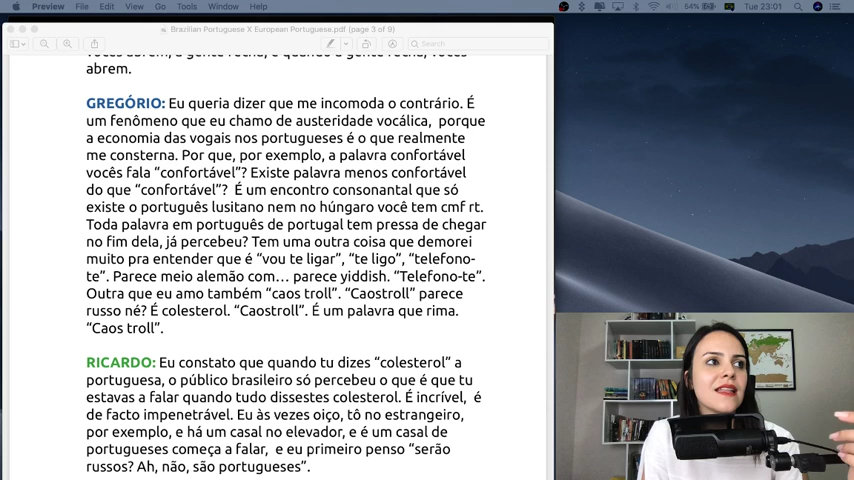 Preview File Edit View Go Tools Window Help
54% Tue 23:01
Brazilian Portuguese X European Portuguese.pdf (page 3 of 9)
Search
vocês abrem, a gente fecha, e quando a gente fecha, vocês
abrem.
GREGÓRIO: Eu queria dizer que me incomoda o contrário. É
um fenômeno que eu chamo de austeridade vocálica, porque
a economia das vogais nos portugueses é o que realmente
me consterna. Por que, por exemplo, a palavra confortável
vocês fala “confortável”? Existe palavra menos confortável
do que “confortável”? É um encontro consonantal que só
existe o português lusitano nem no húngaro você tem cmf rt.
Toda palavra em português de portugal tem pressa de chegar
no fim dela, já percebeu? Tem uma outra coisa que demorei
muito pra entender que é “vou te ligar”, “te ligo”, “telefono-
te”. Parece meio alemão com… parece yiddish. “Telefono-te”.
Outra que eu amo também “caos troll”. “Caostroll” parece
russo né? É colesterol. “Caostroll”. É um palavra que rima.
“Caos troll”.
RICARDO: Eu constato que quando tu dizes “colesterol” a
portuguesa, o público brasileiro só percebeu o que é que tu
estavas a falar quando tudo dissestes colesterol. É incrível, é
de facto impenetrável. Eu às vezes oiço, tô no estrangeiro,
por exemplo, e há um casal no elevador, e é um casal de
portugueses começa a falar, e eu primeiro penso “serão
russos? Ah, não, são portugueses”.